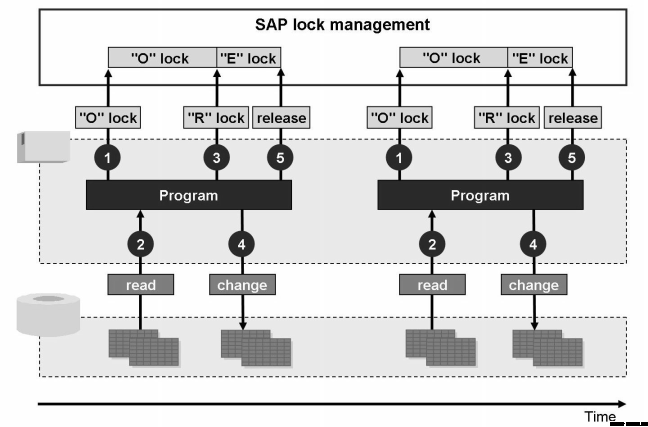 SAP lock management
"O" lock "E" lock "O" lock "E" lock
"O" lock "R" lock release "O" lock "R" lock release
1 3 5 1 3 5
Program Program
2 4 2 4
read change read change
Time